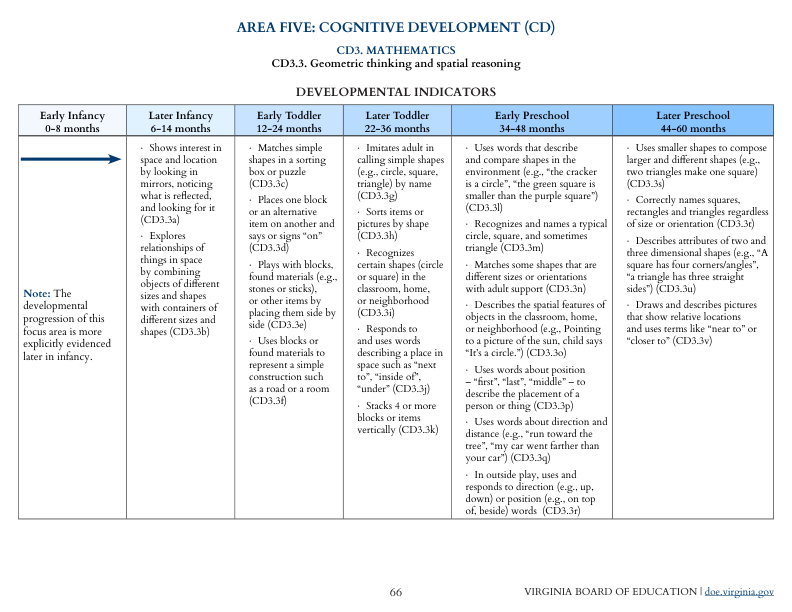 AREA FIVE: COGNITIVE DEVELOPMENT (CD)
CD3. MATHEMATICS
CD3.3. Geometric thinking and spatial reasoning
DEVELOPMENTAL INDICATORS
Early Infancy
0-8 months
Later Infancy
6-14 months
Early Toddler
12-24 months
Later Toddler
22-36 months
Early Preschool
34-48 months
Later Preschool
44-60 months
Note: The
developmental
progression of this
focus area is more
explicitly evidenced
later in infancy.
· Shows interest in
space and location
by looking in
mirrors, noticing
what is reflected,
and looking for it
(CD3.3a)
· Explores
relationships of
things in space
by combining
objects of different
sizes and shapes
with containers of
different sizes and
shapes (CD3.3b)
· Matches simple
shapes in a sorting
box or puzzle
(CD3.3c)
· Places one block
or an alternative
item on another and
says or signs “on”
(CD3.3d)
· Plays with blocks,
found materials (e.g.,
stones or sticks),
or other items by
placing them side by
side (CD3.3e)
· Uses blocks or
found materials to
represent a simple
construction such
as a road or a room
(CD3.3f)
· Imitates adult in
calling simple shapes
(e.g., circle, square,
triangle) by name
(CD3.3g)
· Sorts items or
pictures by shape
(CD3.3h)
· Recognizes
certain shapes (circle
or square) in the
classroom, home,
or neighborhood
(CD3.3i)
· Responds to
and uses words
describing a place in
space such as “next
to”, “inside of”,
“under” (CD3.3j)
· Stacks 4 or more
blocks or items
vertically (CD3.3k)
· Uses words that describe
and compare shapes in the
environment (e.g., “the cracker
is a circle”, “the green square is
smaller than the purple square”)
(CD3.3l)
· Recognizes and names a typical
circle, square, and sometimes
triangle (CD3.3m)
· Matches some shapes that are
different sizes or orientations
with adult support (CD3.3n)
· Describes the spatial features of
objects in the classroom, home,
or neighborhood (e.g., Pointing
to a picture of the sun, child says
“It’s a circle.”) (CD3.3o)
· Uses words about position
– “first”, “last”, “middle” – to
describe the placement of a
person or thing (CD3.3p)
· Uses words about direction and
distance (e.g., “run toward the
tree”, “my car went farther than
your car”) (CD3.3q)
· In outside play, uses and
responds to direction (e.g., up,
down) or position (e.g., on top
of, beside) words (CD3.3r)
· Uses smaller shapes to compose
larger and different shapes (e.g.,
two triangles make one square)
(CD3.3s)
· Correctly names squares,
rectangles and triangles regardless
of size or orientation (CD3.3t)
· Describes attributes of two and
three dimensional shapes (e.g., “A
square has four corners/angles”,
“a triangle has three straight
sides”) (CD3.3u)
· Draws and describes pictures
that show relative locations
and uses terms like “near to” or
“closer to” (CD3.3v)
66
VIRGINIA BOARD OF EDUCATION | doe.virginia.gov